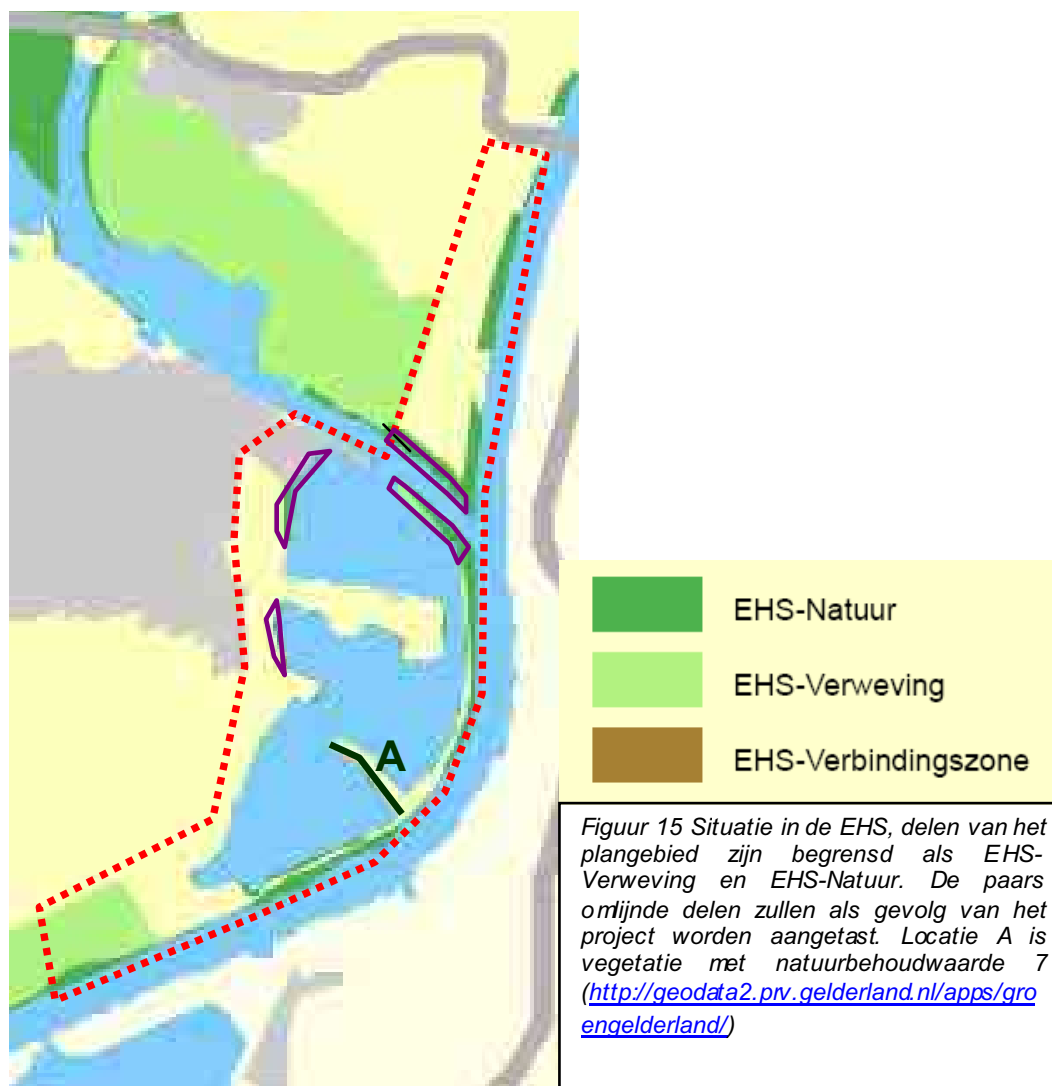 A
EHS-Natuur
EHS-Verweving
EHS-Verbindingszone
Figuur 15 Situatie in de EHS, delen van het
plangebied zijn begrensd als EHS-
Verweving en EHS-Natuur. De paars
omlijnde delen zullen als gevolg van het
project worden aangetast. Locatie A is
vegetatie met natuurbehoudwaarde 7
(http://geodata2.prv.gelderland.nl/apps/gro
engelderland/)